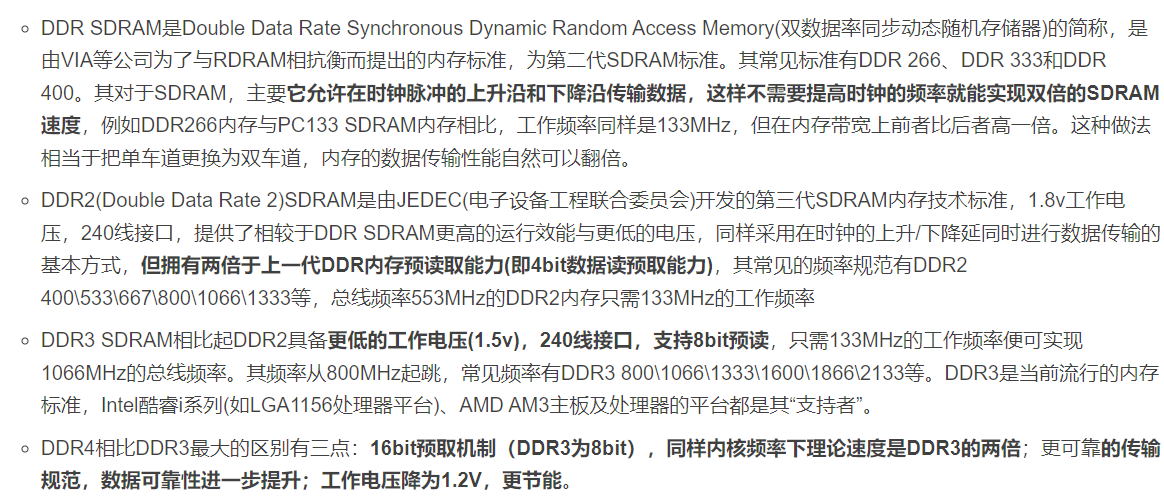 DDR SDRAM是Double Data Rate Synchronous Dynamic Random Access Memory(双数据率同步动态随机存储器)的简称，是
由VIA等公司为了与RDRAM相抗衡而提出的内存标准，为第二代SDRAM标准。其常见标准有DDR 266、DDR 333和DDR
400。其对于SDRAM，主要它允许在时钟脉冲的上升沿和下降沿传输数据，这样不需要提高时钟的频率就能实现双倍的SDRAM
速度，例如DDR266内存与PC133 SDRAM内存相比，工作频率同样是133MHz，但在内存带宽上前者比后者高一倍。这种做法
相当于把单车道更换为双车道，内存的数据传输性能自然可以翻倍。
DDR2(Double Data Rate 2)SDRAM是由JEDEC(电子设备工程联合委员会)开发的第三代SDRAM内存技术标准，1.8v工作电
压，240线接口，提供了相较于DDR SDRAM更高的运行效能与更低的电压，同样采用在时钟的上升/下降延同时进行数据传输的
基本方式，但拥有两倍于上一代DDR内存预读取能力(即4bit数据读预取能力)，其常见的频率规范有DDR2
400\533\667\800\1066\1333等，总线频率553MHz的DDR2内存只需133MHz的工作频率
DDR3 SDRAM相比起DDR2具备更低的工作电压(1.5v)，240线接口，支持8bit预读，只需133MHz的工作频率便可实现
1066MHz的总线频率。其频率从800MHz起跳，常见频率有DDR3 800\1066\1333\1600\1866\2133等。DDR3是当前流行的内存
标准，Intel酷睿i系列(如LGA1156处理器平台)、AMD AM3主板及处理器的平台都是其“支持者”。
DDR4相比DDR3最大的区别有三点：16bit预取机制（DDR3为8bit），同样内核频率下理论速度是DDR3的两倍；更可靠的传输
规范，数据可靠性进一步提升；工作电压降为1.2V，更节能。